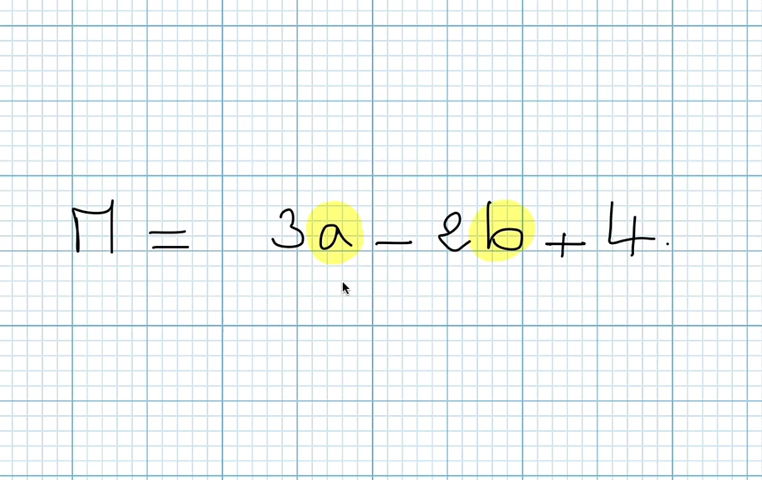 Π = 3a - 2b + 4.